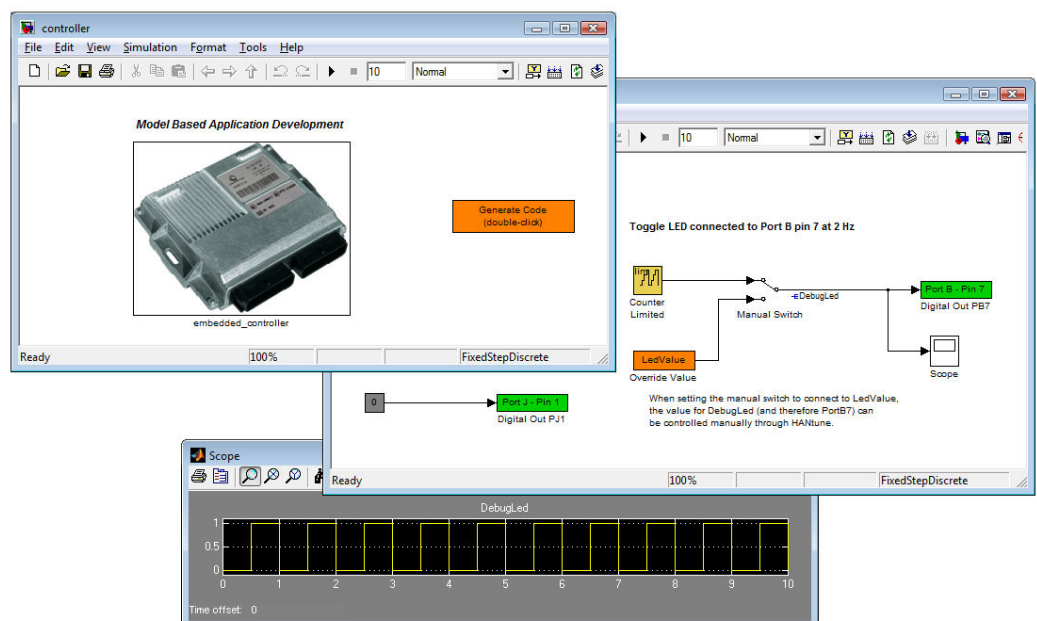 controller
File Edit View Simulation Format Tools Help
10 Normal
Model Based Application Development
Generate Code
(double-click)
embedded_controller
Ready 100% FixedStepDiscrete
10 Normal
Toggle LED connected to Port B pin 7 at 2 Hz
lim
Counter
Limited
Manual Switch
DebugLed
Port B - Pin 7
Digital Out PB7
LedValue
Override Value
Scope
0
Port J - Pin 1
Digital Out PJ1
When setting the manual switch to connect to LedValue,
the value for DebugLed (and therefore PortB7) can
be controlled manually through HANtune.
Ready 100% FixedStepDiscrete
Scope
DebugLed
1
0.5
0
0 1 2 3 4 5 6 7 8 9 10
Time offset: 0